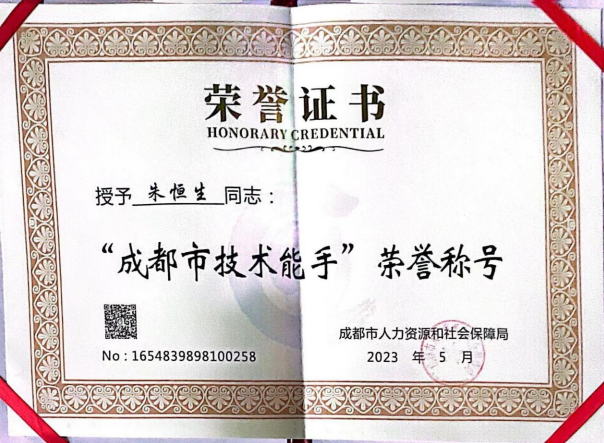 荣誉证书
HONORARY CREDENTIAL
授予 朱恒生 同志：
“成都市技术能手”荣誉称号
成都市人力资源和社会保障局
No：1654839898100258
2023 年 5 月